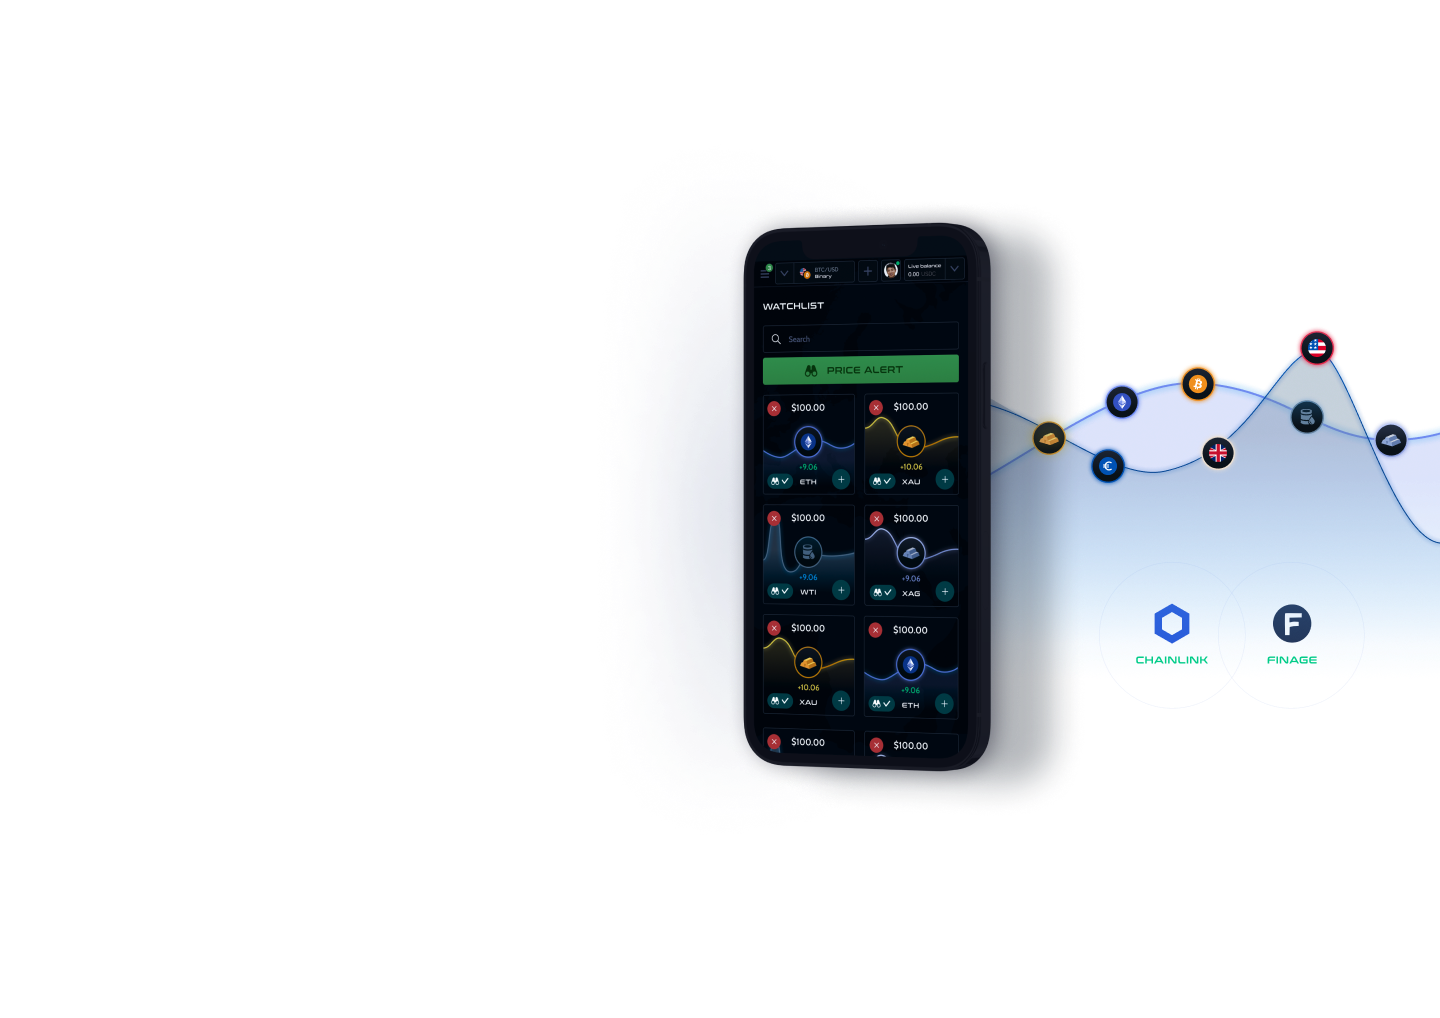 3
BTC/USD
Binary
Live balance
0.00 USDC
WATCHLIST
Search
PRICE ALERT
$100.00
+9.06
ETH
$100.00
+10.06
XAU
$100.00
+9.06
WTI
$100.00
+9.06
XAG
$100.00
+10.06
XAU
$100.00
+9.06
ETH
$100.00
$100.00
CHAINLINK
F
FINAGE